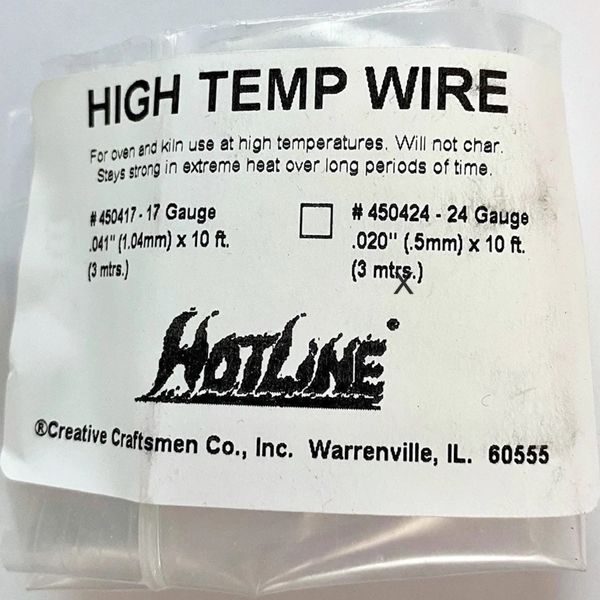 HIGH TEMP WIRE
For oven and kiln use at high temperatures. Will not char.
Stays strong in extreme heat over long periods of time.
# 450417 - 17 Gauge
.041" (1.04mm) x 10 ft.
(3 mtrs.)
# 450424 - 24 Gauge
.020" (.5mm) x 10 ft.
(3 mtrs.)
X
HOTLINE®
®Creative Craftsmen Co., Inc. Warrenville, IL. 60555